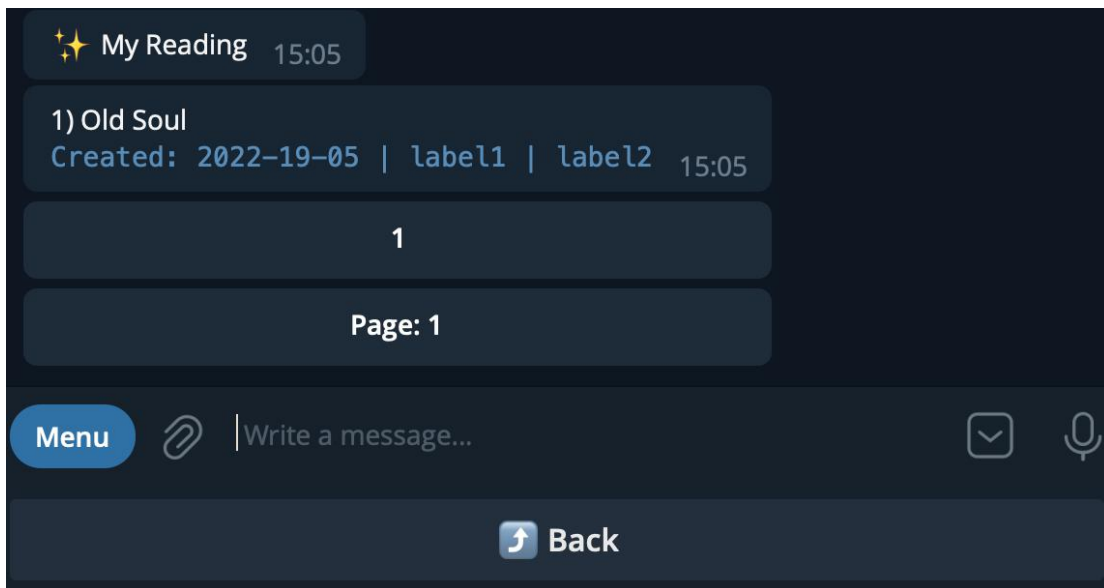 ✨ My Reading 15:05
1) Old Soul
Created: 2022-19-05 | label1 | label2 15:05
1
Page: 1
Menu Write a message...
⤴️ Back